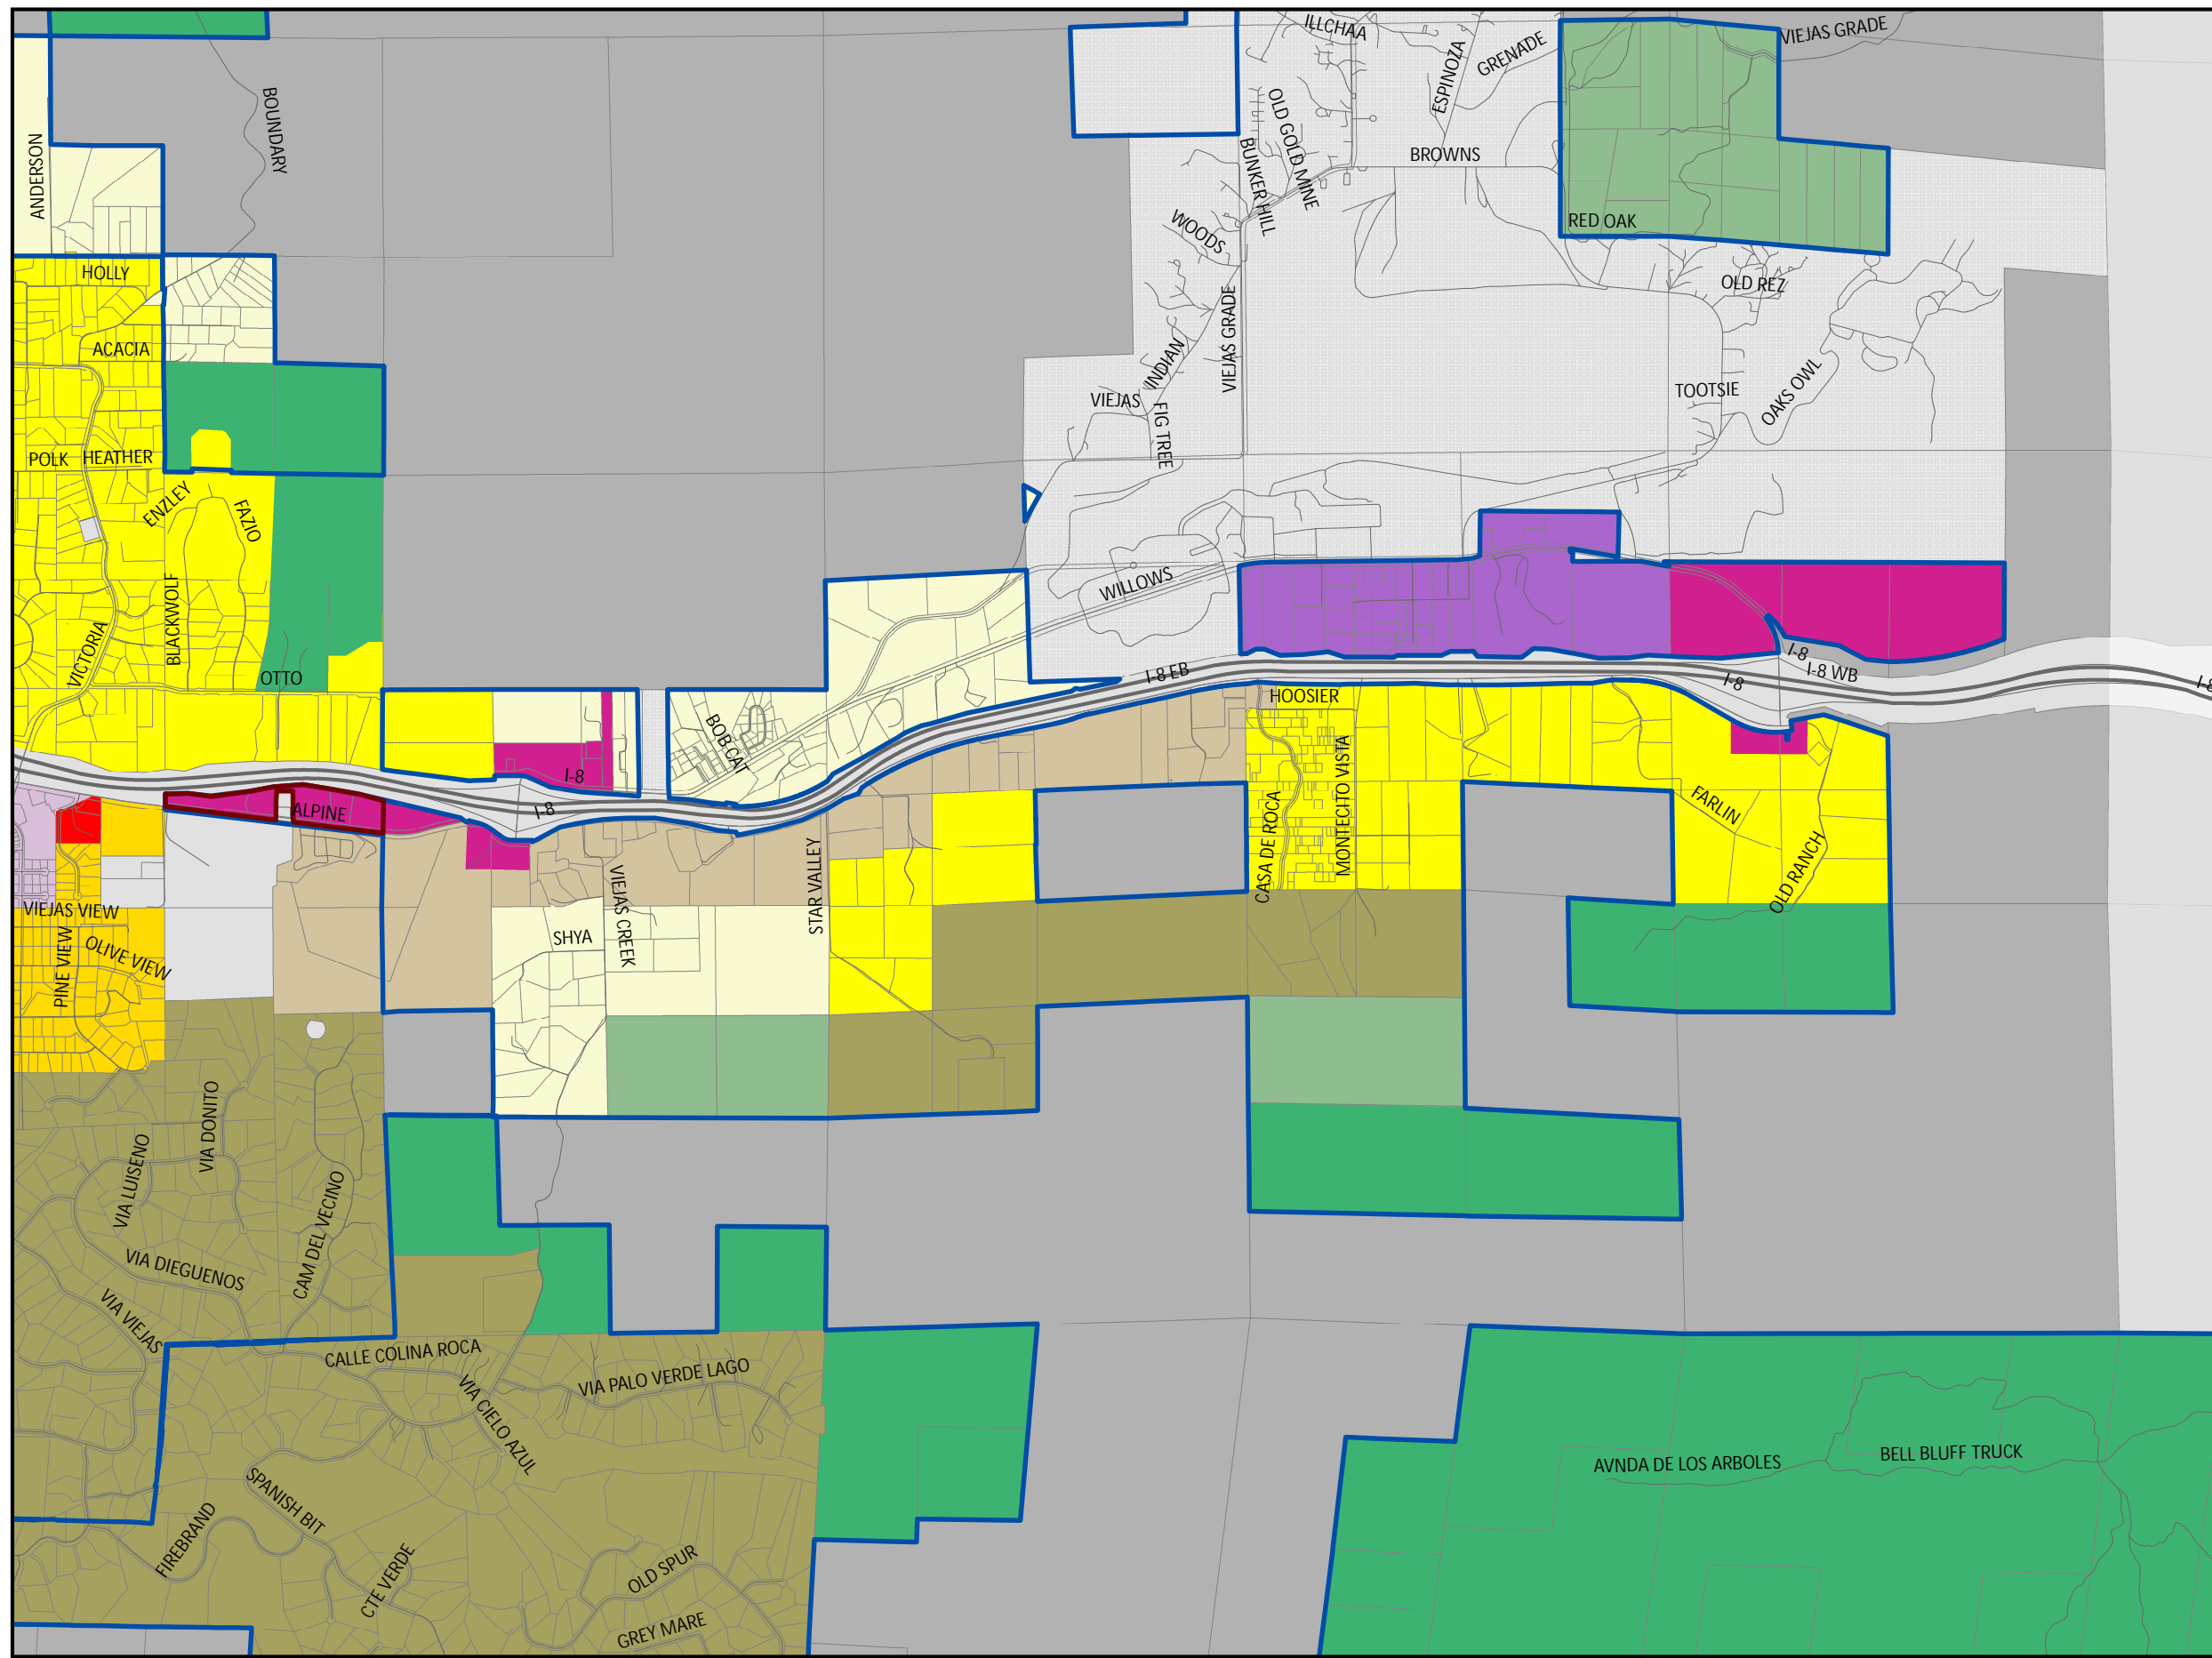 ILLCHAA
VIEJAS GRADE
ESPINOZA
GRENADE
BOUNDARY
OLD GOLD MINE
ANDERSON
BUNKER HILL
BROWNS
RED OAK
WOODS
HOLLY
OLD REZ
VIEJAS GRADE
ACACIA
INDIAN
TOOTSIE
OAKS OWL
VIEJAS
FIG TREE
POLK
HEATHER
ENZLEY
FAZIO
WILLOWS
BLACKWOLF
VICTORIA
OTTO
I-8
I-8 WB
I-8 EB
I-8
I-8
HOOSIER
BOBCAT
I-8
I-8
ALPINE
MONTECITO VISTA
CASA DE ROCA
FARLIN
OLD RANCH
STAR VALLEY
VIEJAS CREEK
VIEJAS VIEW
SHYA
OLIVE VIEW
PINE VIEW
VIA DONITO
VIA LUISENO
CAM DEL VECINO
VIA DIEGUENOS
VIA VIEJAS
CALLE COLINA ROCA
VIA PALO VERDE LAGO
VIA CIELO AZUL
AVNDA DE LOS ARBOLES
BELL BLUFF TRUCK
SPANISH BIT
FIREBRAND
CTE VERDE
OLD SPUR
GREY MARE